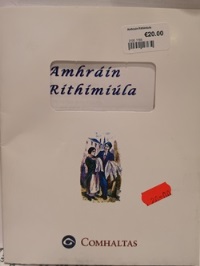 €20.00
Amhráin
Rithimiúla
COMHALTAS